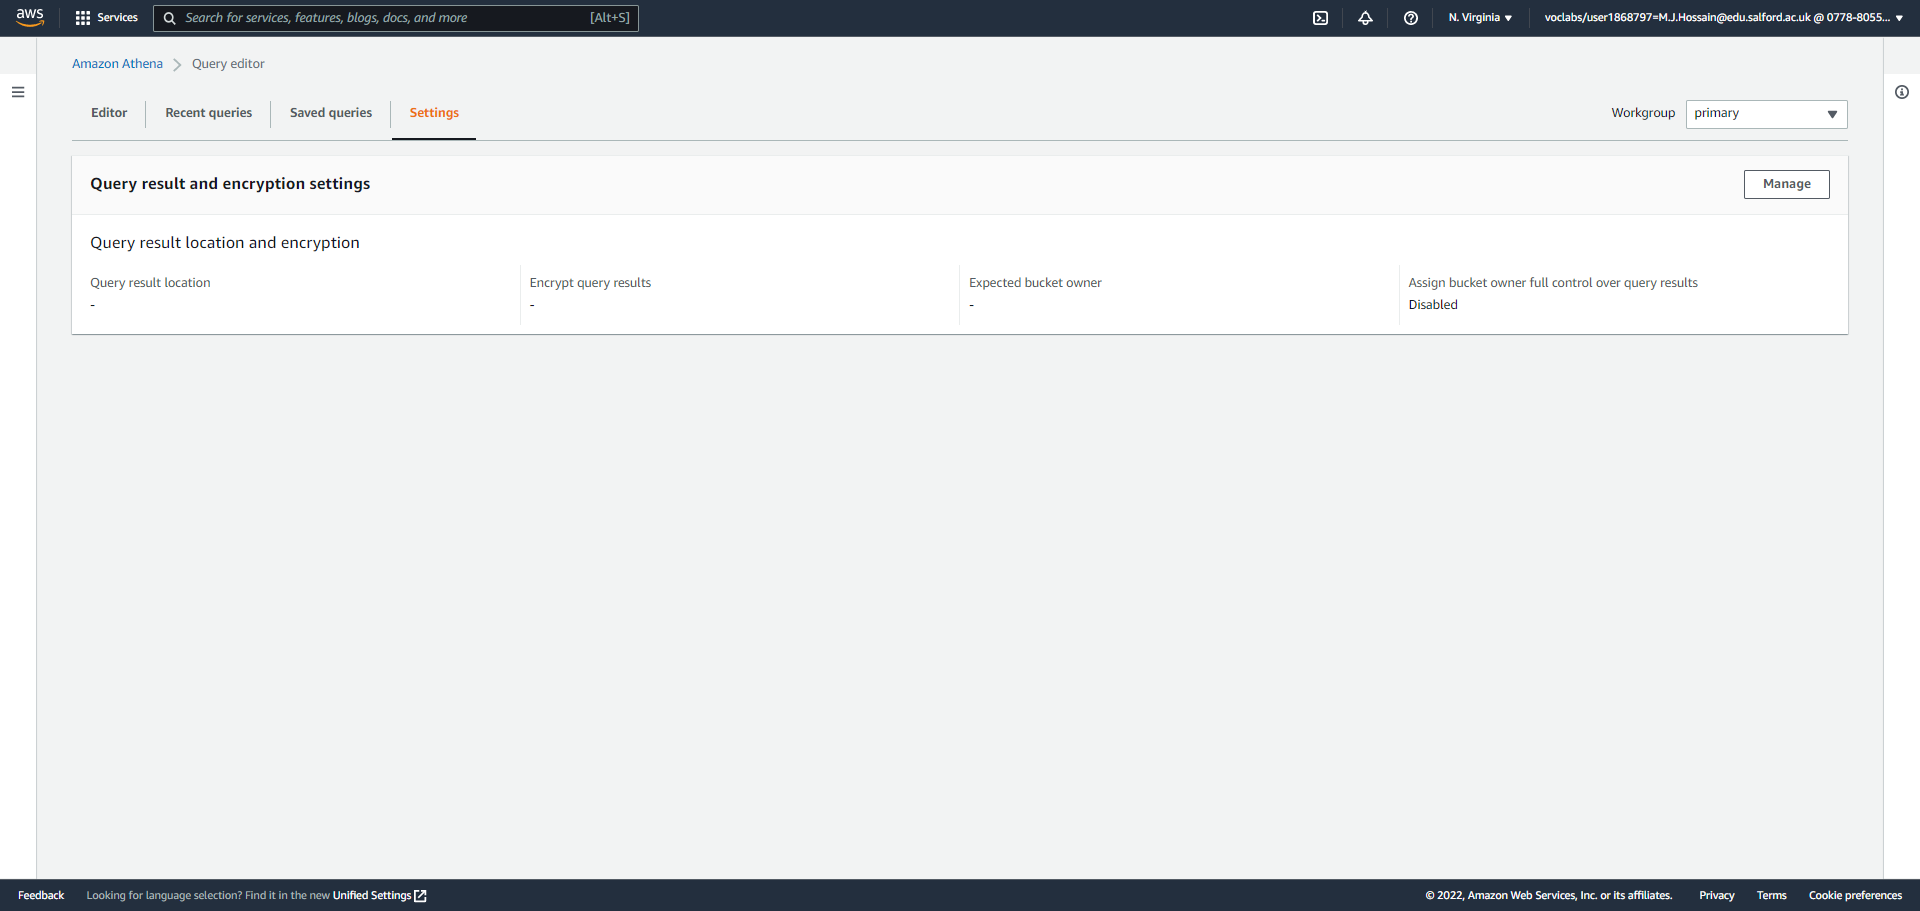 aws Services Search for services, features, blogs, docs, and more [Alt+S] N. Virginia voclabs/user1868797=M.J.Hossain@edu.salford.ac.uk @ 0778-8055...
Amazon Athena Query editor
Editor Recent queries Saved queries Settings Workgroup primary
Query result and encryption settings Manage
Query result location and encryption
Query result location Encrypt query results Expected bucket owner Assign bucket owner full control over query results
- - - Disabled
Feedback Looking for language selection? Find it in the new Unified Settings © 2022, Amazon Web Services, Inc. or its affiliates. Privacy Terms Cookie preferences